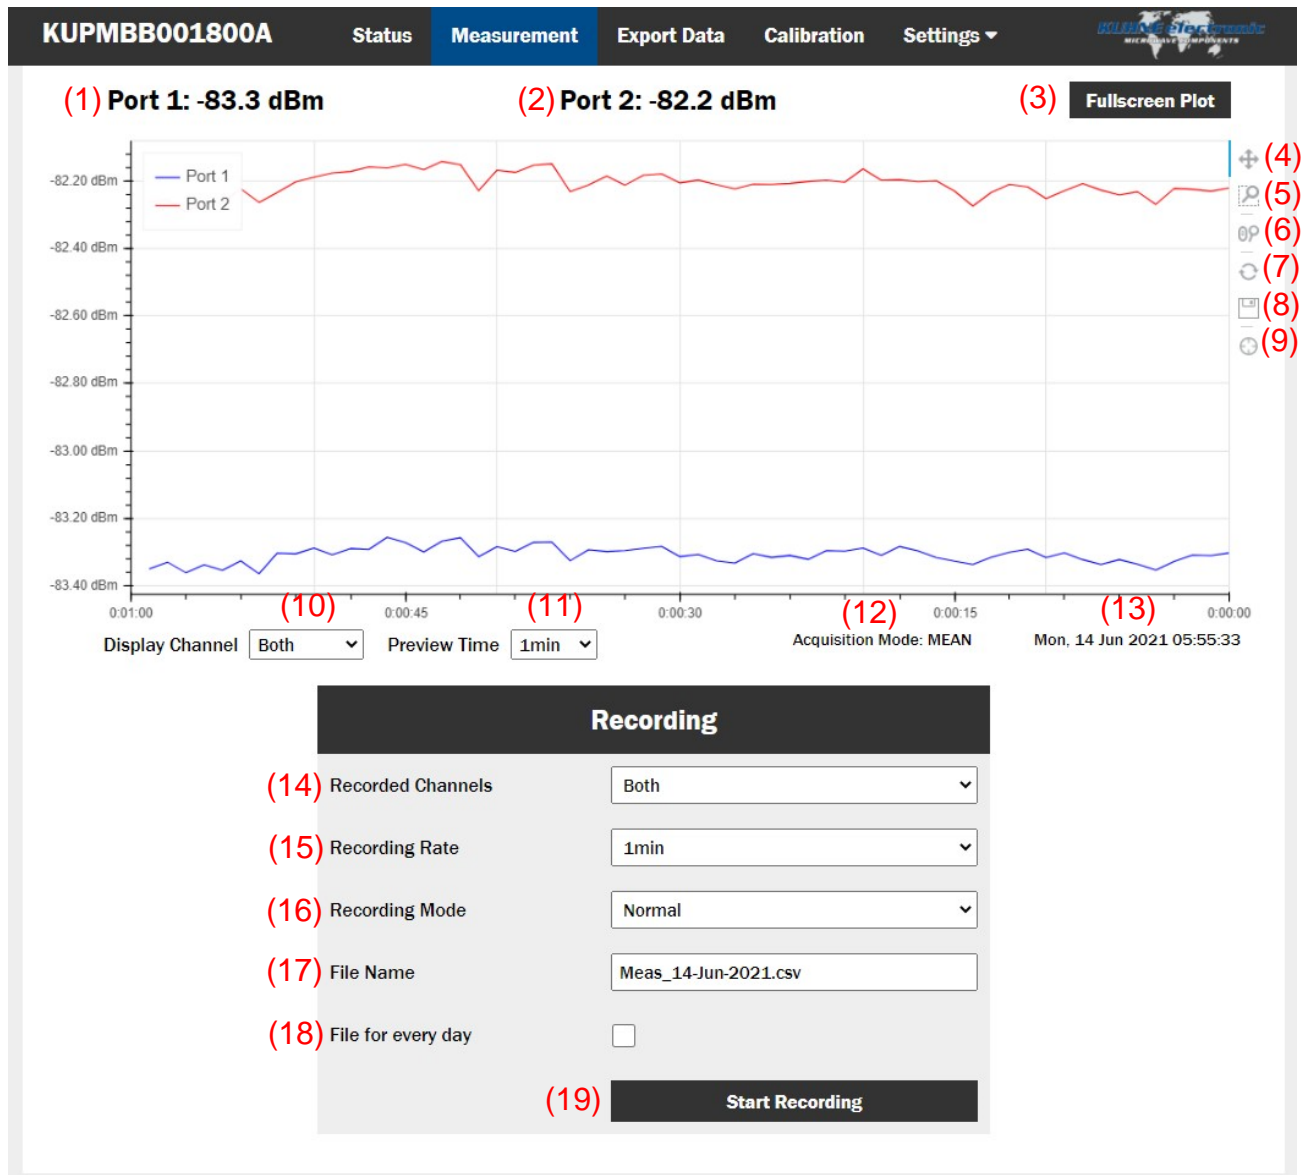 KUPMBB001800A Status Measurement Export Data Calibration Settings KUHNE electronic
MICROWAVE COMPONENTS
(1) Port 1: -83.3 dBm (2) Port 2: -82.2 dBm (3) Fullscreen Plot
(4)
Port 1
-82.20 dBm
(5)
Port 2
(6)
-82.40 dBm
(7)
(8)
-82.60 dBm
(9)
-82.80 dBm
-83.00 dBm
-83.20 dBm
-83.40 dBm
(10) (11) (12) (13)
0:01:00 0:00:45 0:00:30 0:00:15 0:00:00
Display Channel Both Preview Time 1min Acquisition Mode: MEAN Mon, 14 Jun 2021 05:55:33
Recording
(14) Recorded Channels Both
(15) Recording Rate 1min
(16) Recording Mode Normal
(17) File Name Meas_14-Jun-2021.csv
(18) File for every day
(19) Start Recording